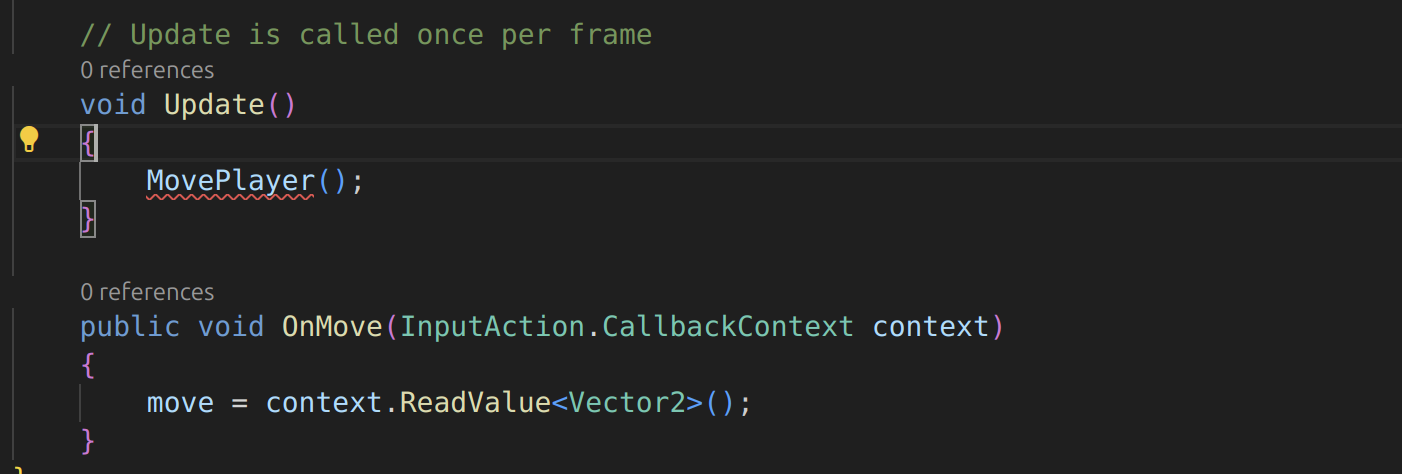 // Update is called once per frame
0 references
void Update()
{
MovePlayer();
}
0 references
public void OnMove(InputAction.CallbackContext context)
{
move = context.ReadValue<Vector2>();
}
}